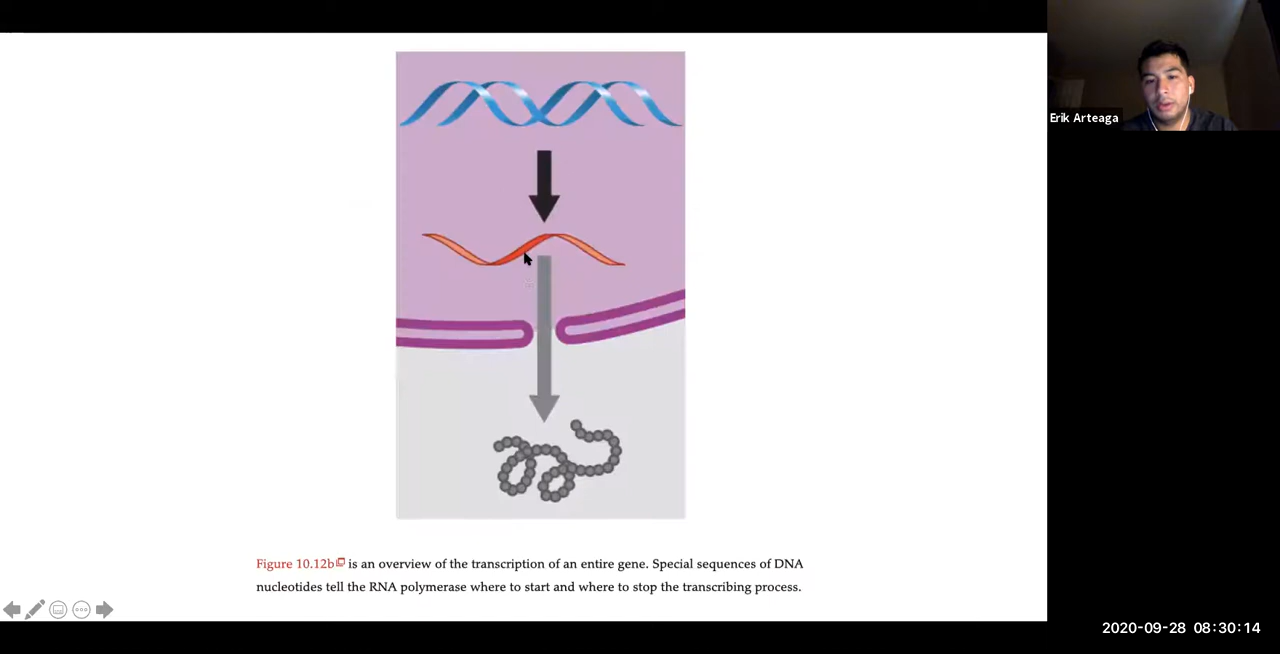 Erik Arteaga
Figure 10.12b is an overview of the transcription of an entire gene. Special sequences of DNA
nucleotides tell the RNA polymerase where to start and where to stop the transcribing process.
2020-09-28 08:30:14